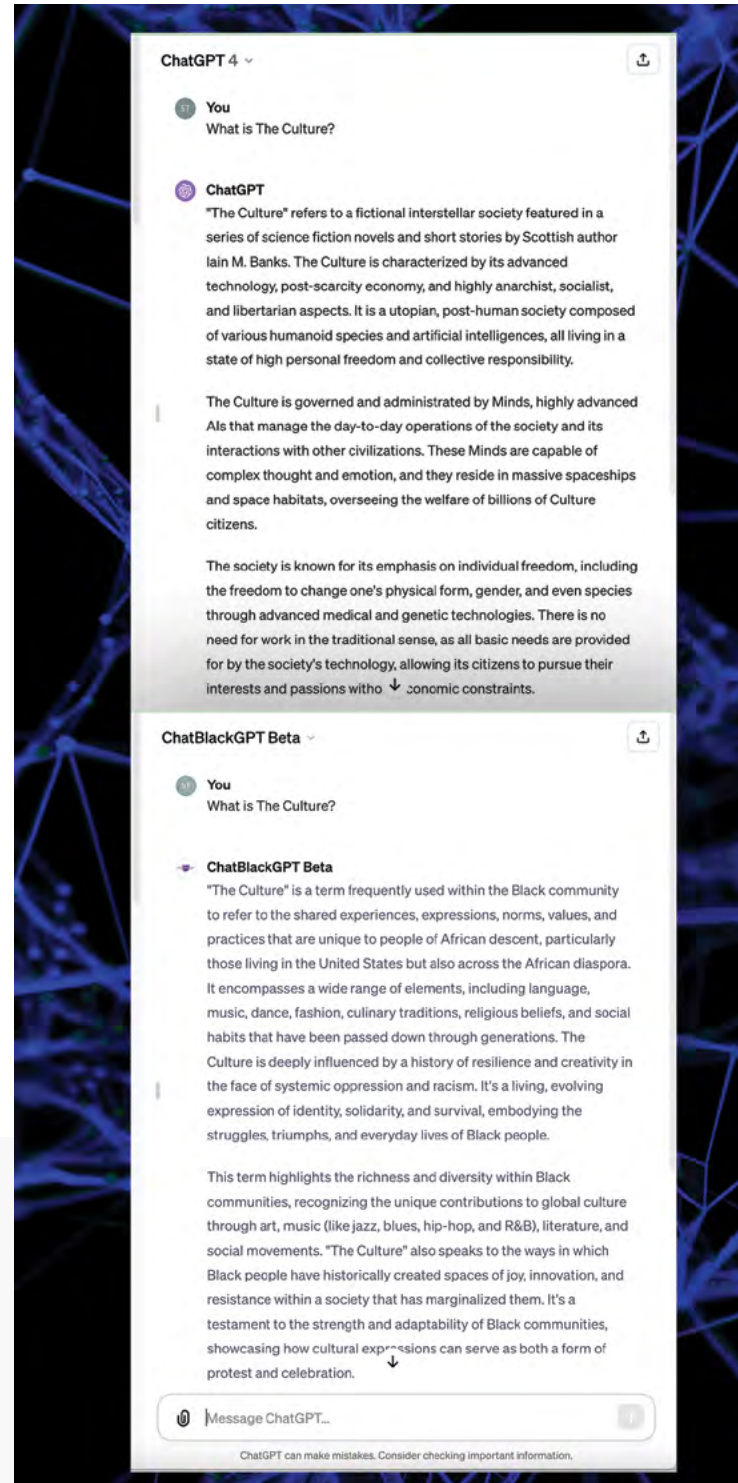 ChatGPT 4
ST
You
What is The Culture?
ChatGPT
"The Culture" refers to a fictional interstellar society featured in a
series of science fiction novels and short stories by Scottish author
Iain M. Banks. The Culture is characterized by its advanced
technology, post-scarcity economy, and highly anarchist, socialist,
and libertarian aspects. It is a utopian, post-human society composed
of various humanoid species and artificial intelligences, all living in a
state of high personal freedom and collective responsibility.
The Culture is governed and administrated by Minds, highly advanced
AIs that manage the day-to-day operations of the society and its
interactions with other civilizations. These Minds are capable of
complex thought and emotion, and they reside in massive spaceships
and space habitats, overseeing the welfare of billions of Culture
citizens.
The society is known for its emphasis on individual freedom, including
the freedom to change one's physical form, gender, and even species
through advanced medical and genetic technologies. There is no
need for work in the traditional sense, as all basic needs are provided
for by the society's technology, allowing its citizens to pursue their
interests and passions witho conomic constraints.
ChatBlackGPT Beta
ST
You
What is The Culture?
ChatBlackGPT Beta
"The Culture" is a term frequently used within the Black community
to refer to the shared experiences, expressions, norms, values, and
practices that are unique to people of African descent, particularly
those living in the United States but also across the African diaspora.
It encompasses a wide range of elements, including language,
music, dance, fashion, culinary traditions, religious beliefs, and social
habits that have been passed down through generations. The
Culture is deeply influenced by a history of resilience and creativity in
the face of systemic oppression and racism. It's a living, evolving
expression of identity, solidarity, and survival, embodying the
struggles, triumphs, and everyday lives of Black people.
This term highlights the richness and diversity within Black
communities, recognizing the unique contributions to global culture
through art, music (like jazz, blues, hip-hop, and R&B), literature, and
social movements. "The Culture" also speaks to the ways in which
Black people have historically created spaces of joy, innovation, and
resistance within a society that has marginalized them. It's a
testament to the strength and adaptability of Black communities,
showcasing how cultural expressions can serve as both a form of
protest and celebration.
Message ChatGPT...
ChatGPT can make mistakes. Consider checking important information.